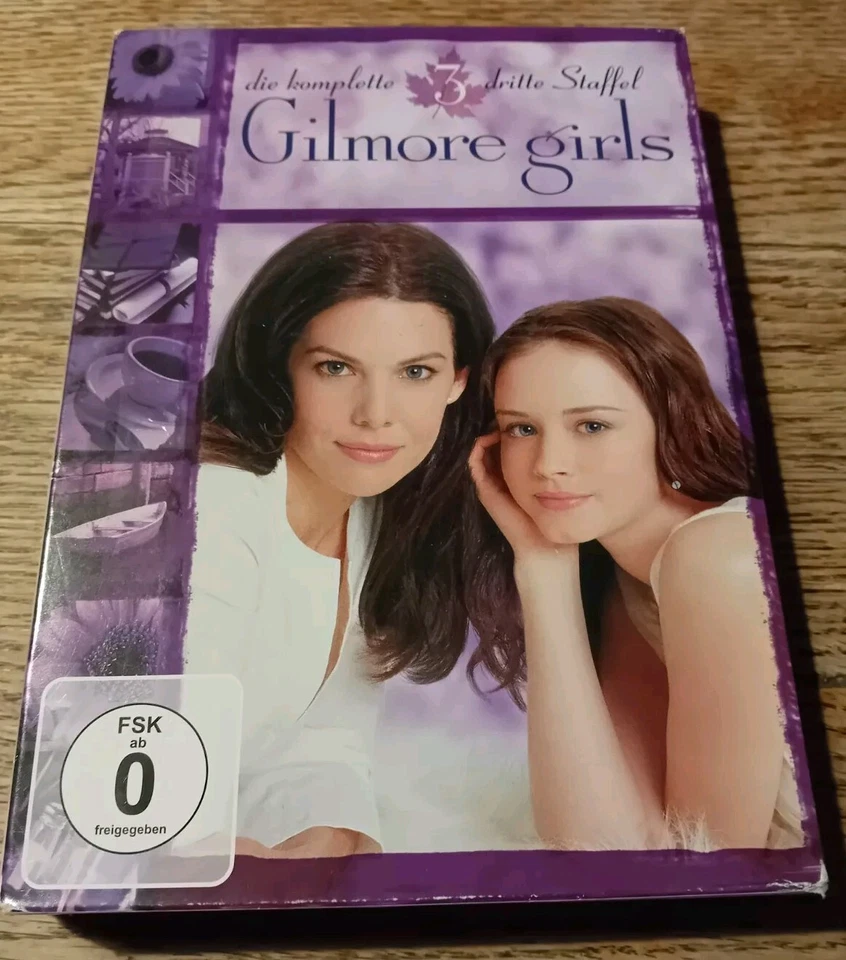 die komplette 3 dritte Staffel
Gilmore girls
FSK
ab
0
freigegeben